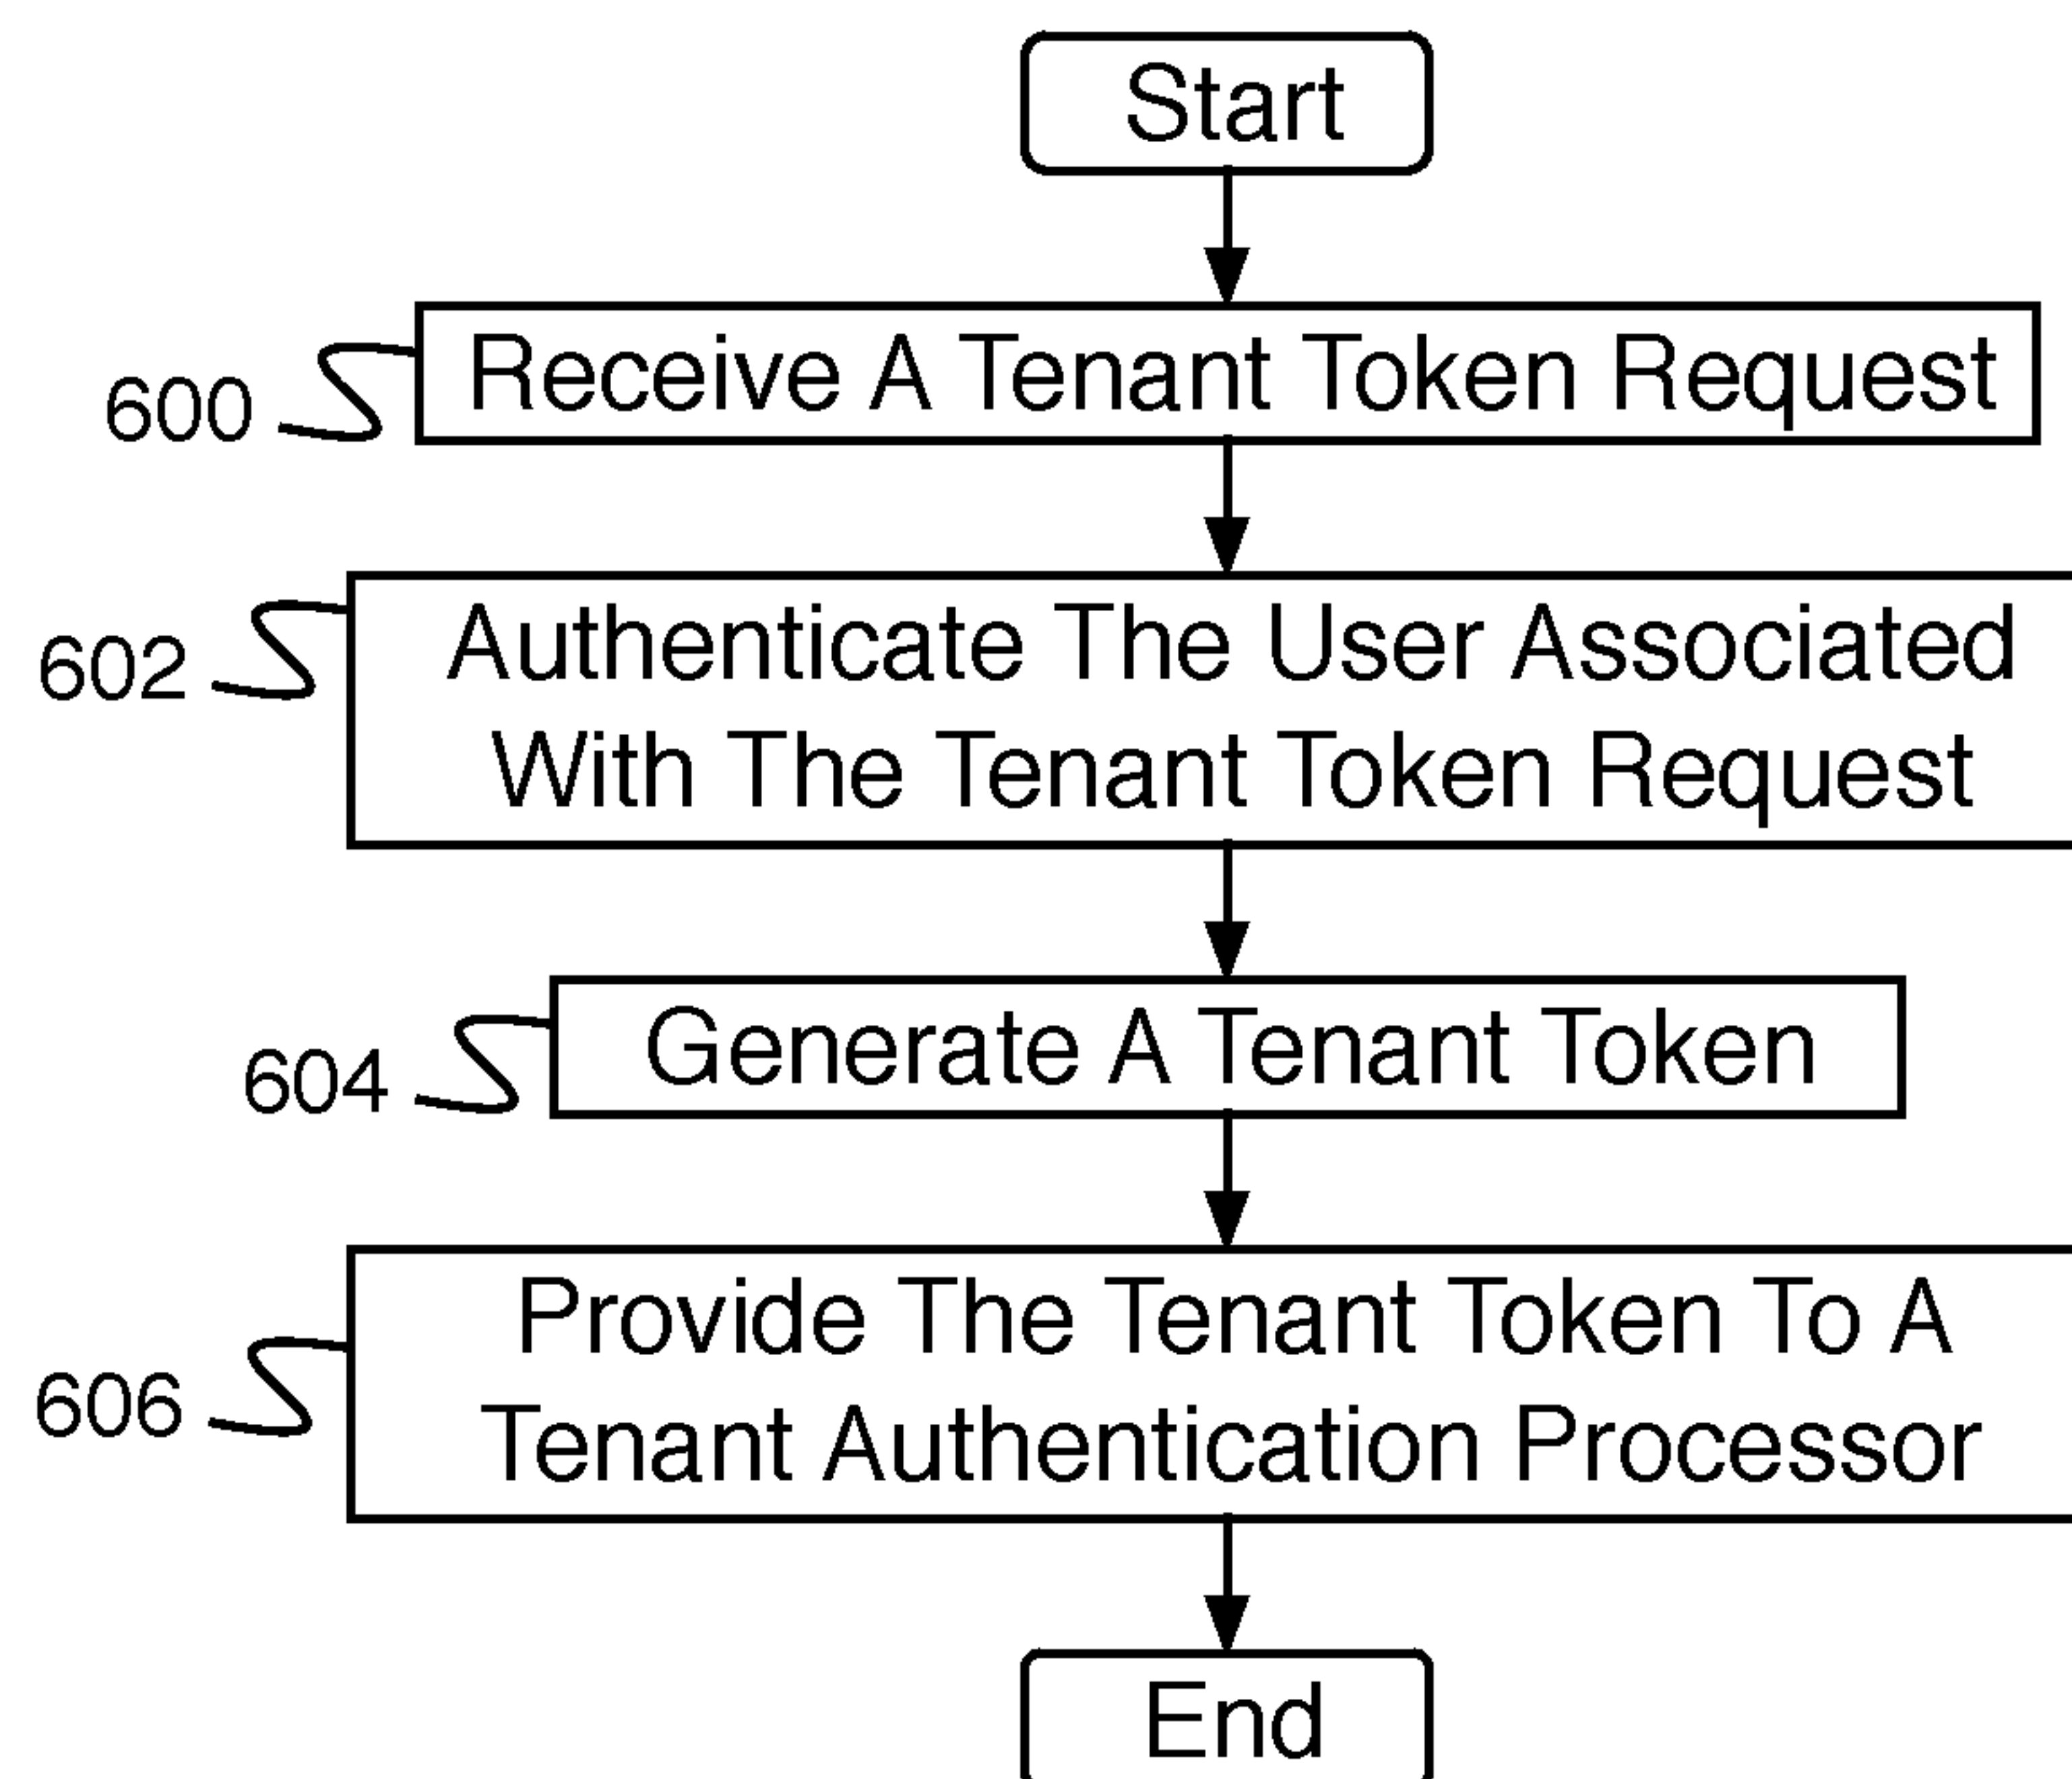 Start
600
Receive A Tenant Token Request
602
Authenticate The User Associated
With The Tenant Token Request
604
Generate A Tenant Token
606
Provide The Tenant Token To A
Tenant Authentication Processor
End